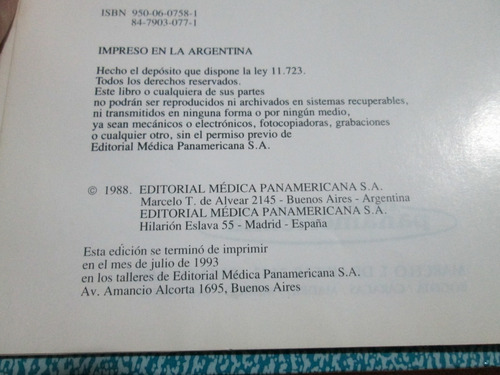 ISBN 950-06-0758-1
84-7903-077-1
IMPRESO EN LA ARGENTINA
Hecho el depósito que dispone la ley 11.723.
Todos los derechos reservados.
Este libro o cualquiera de sus partes
no podrán ser reproducidos ni archivados en sistemas recuperables,
ni transmitidos en ninguna forma o por ningún medio,
ya sean mecánicos o electrónicos, fotocopiadoras, grabaciones
o cualquier otro, sin el permiso previo de
Editorial Médica Panamericana S.A.
© 1988. EDITORIAL MÉDICA PANAMERICANA S.A.
Marcelo T. de Alvear 2145 - Buenos Aires - Argentina
EDITORIAL MÉDICA PANAMERICANA S.A.
Hilarión Eslava 55 - Madrid - España
Esta edición se terminó de imprimir
en el mes de julio de 1993
en los talleres de Editorial Médica Panamericana S.A.
Av. Amancio Alcorta 1695, Buenos Aires